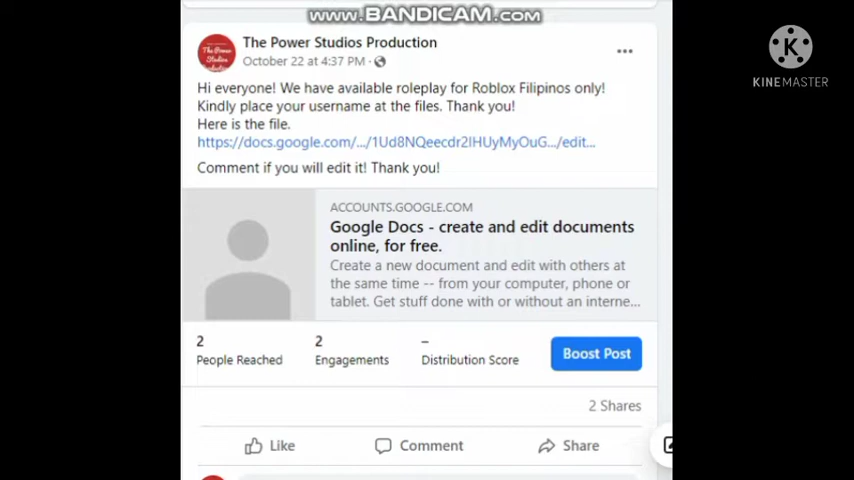 www.BANDICAM.com
The Power Studios Production
October 22 at 4:37 PM ·
Hi everyone! We have available roleplay for Roblox Filipinos only!
Kindly place your username at the files. Thank you!
Here is the file.
https://docs.google.com/.../1Ud8NQeecdr2lHUyMyOuG.../edit...
Comment if you will edit it! Thank you!
ACCOUNTS.GOOGLE.COM
Google Docs - create and edit documents
online, for free.
Create a new document and edit with others at
the same time -- from your computer, phone or
tablet. Get stuff done with or without an interne...
2
People Reached
2
Engagements
–
Distribution Score
Boost Post
2 Shares
Like
Comment
Share
K
KINEMASTER